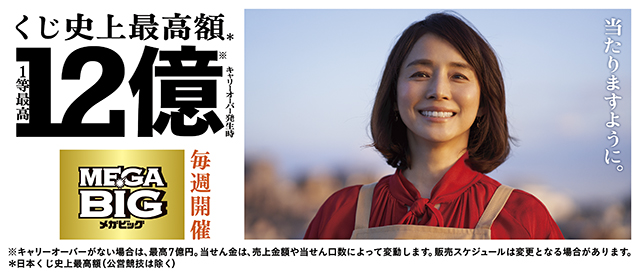 くじ史上最高額*
1等最高
12億※
キャリーオーバー発生時
MEGA
BIG
メガビッグ
毎週開催
当たりますように。
※キャリーオーバーがない場合は、最高7億円。当せん金は、売上金額や当せん口数によって変動します。販売スケジュールは変更となる場合があります。
*日本くじ史上最高額(公営競技は除く)